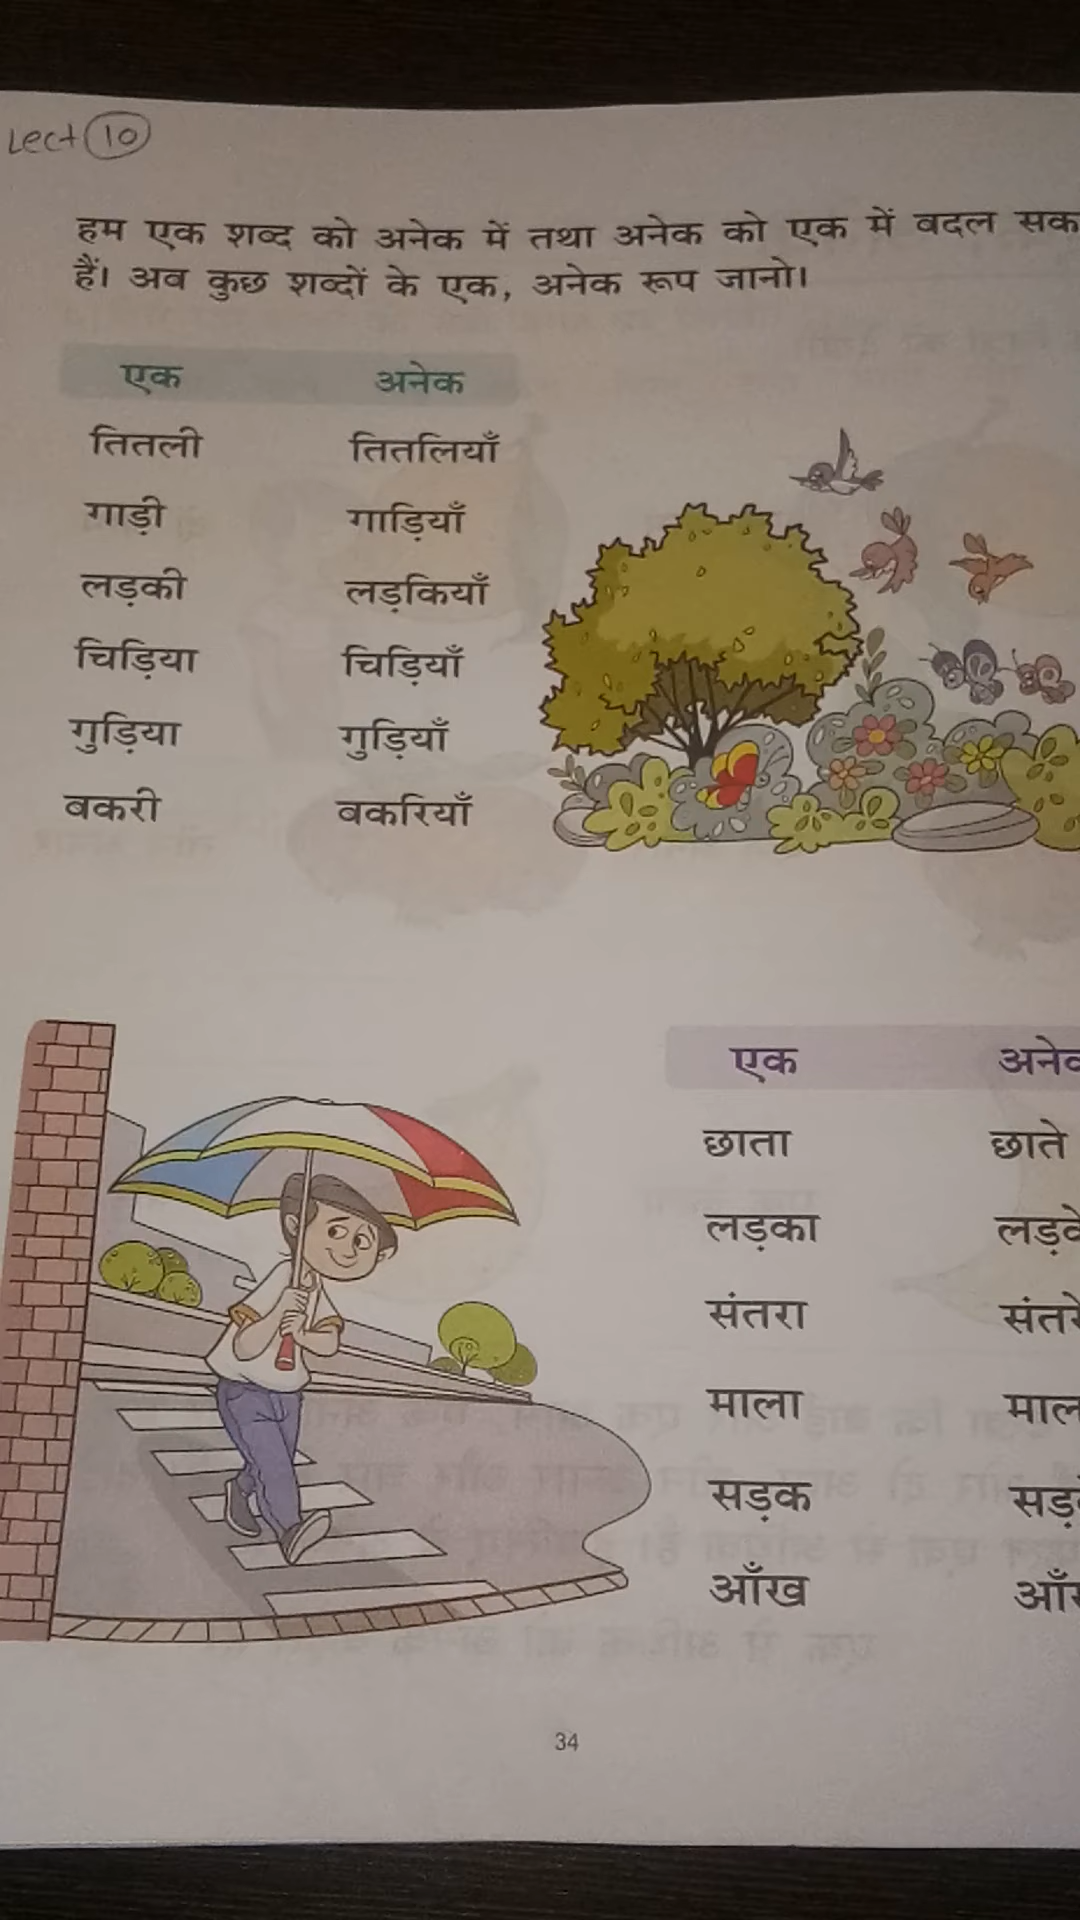 Lect 10
हम एक शब्द को अनेक में तथा अनेक को एक में बदल सक
हैं। अब कुछ शब्दों के एक, अनेक रूप जानो।
एक अनेक
तितली तितलियाँ
गाड़ी गाड़ियाँ
लड़की लड़कियाँ
चिड़िया चिड़ियाँ
गुड़िया गुड़ियाँ
बकरी बकरियाँ
एक
छाता छाते
लड़का
संतरा
माला
सड़क
आँख
34